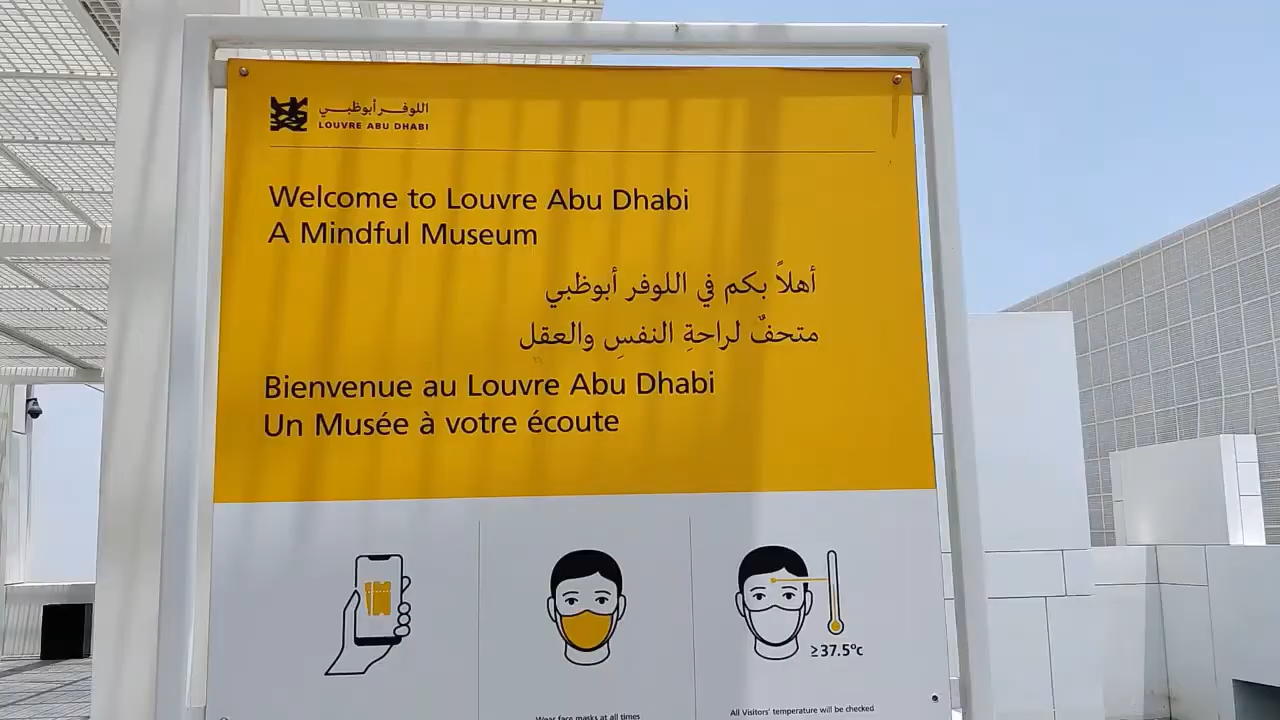 اللوفر أبوظبي
LOUVRE ABU DHABI
Welcome to Louvre Abu Dhabi
A Mindful Museum
أهلاً بكم في اللوفر أبوظبي
متحفٌ لراحةِ النفسِ والعقل
Bienvenue au Louvre Abu Dhabi
Un Musée à votre écoute
≥37.5°c
Wear face masks at all times
All Visitors' temperature will be checked